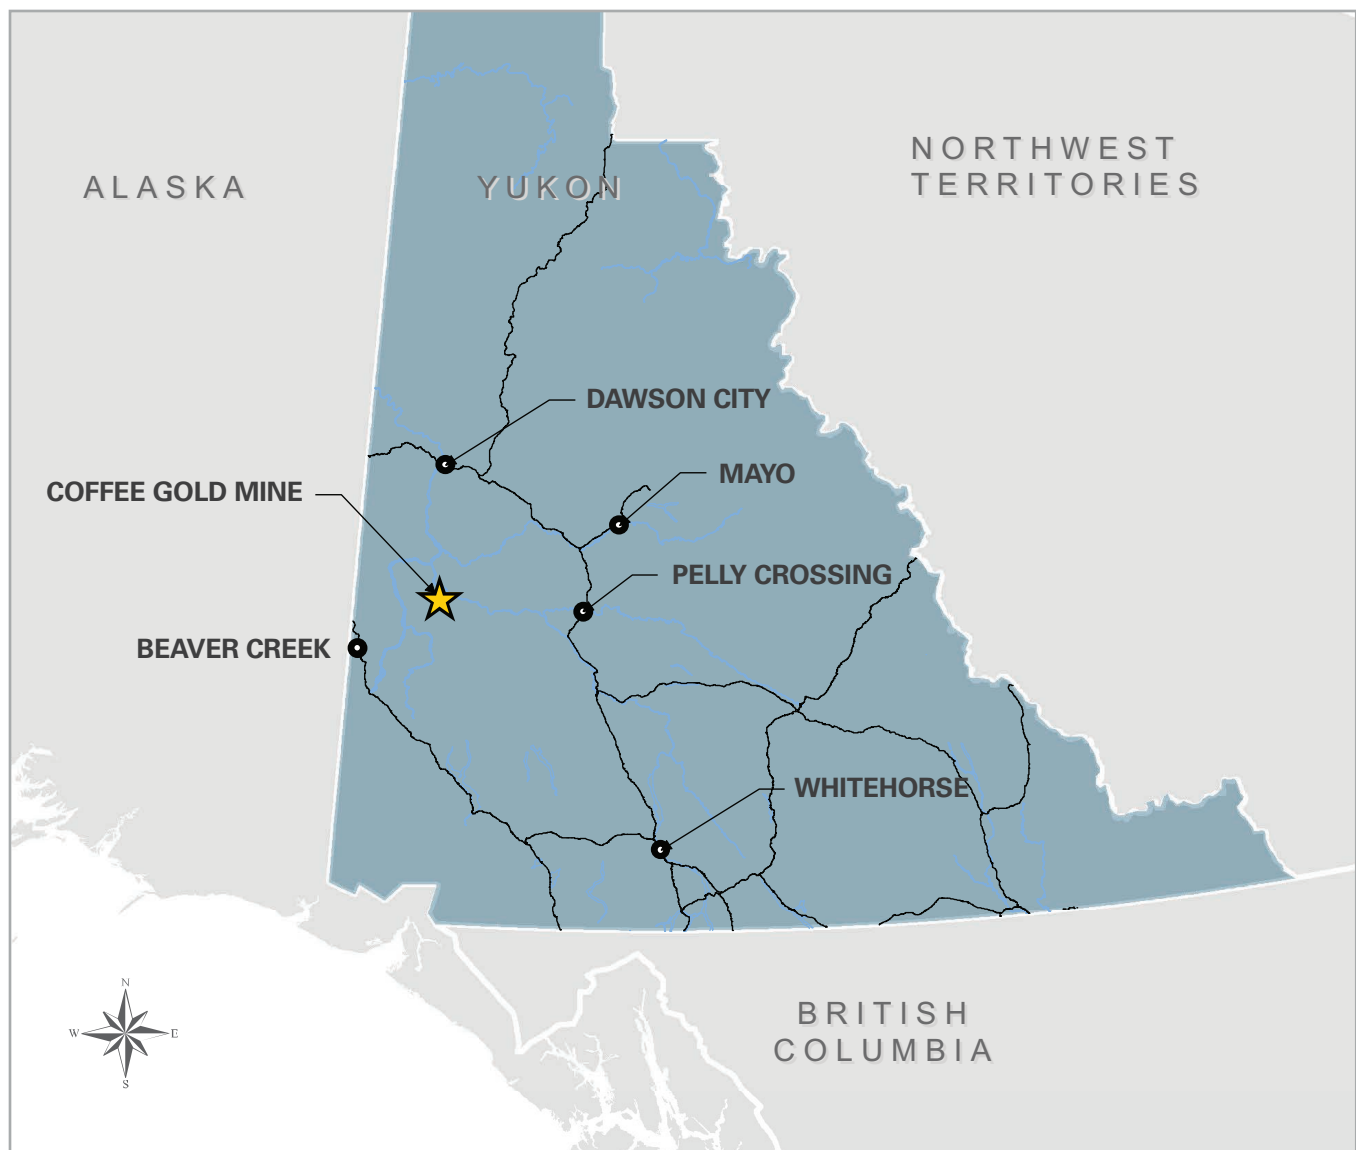 ALASKA
YUKON
NORTHWEST
TERRITORIES
DAWSON CITY
MAYO
COFFEE GOLD MINE
PELLY CROSSING
BEAVER CREEK
WHITEHORSE
N
W
E
S
BRITISH
COLUMBIA